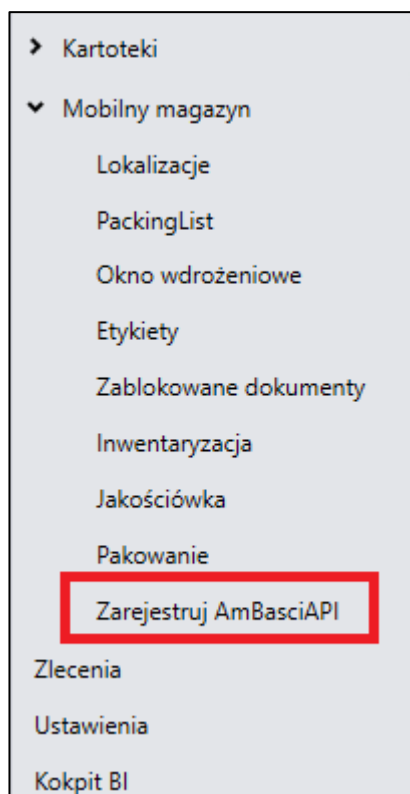 Kartoteki
Mobilny magazyn
Lokalizacje
PackingList
Okno wdrożeniowe
Etykiety
Zablokowane dokumenty
Inwentaryzacja
Jakościówka
Pakowanie
Zarejestruj AmBasciAPI
Zlecenia
Ustawienia
Kokpit BI